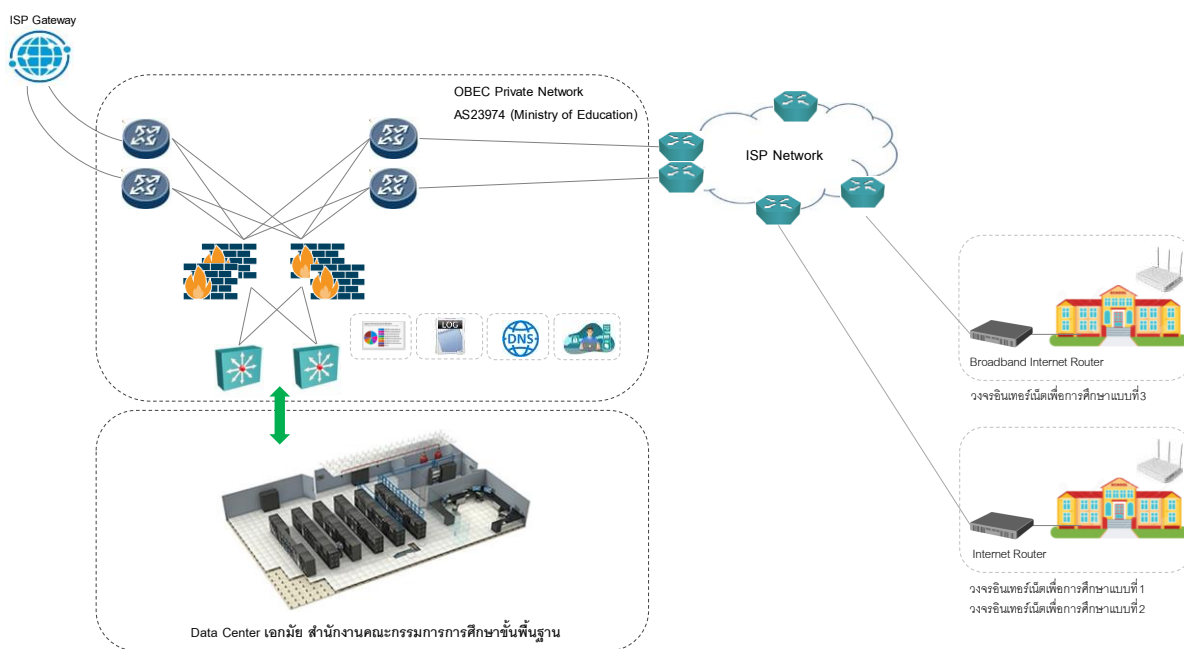 ISP Gateway
OBEC Private Network
AS23974 (Ministry of Education)
ISP Network
LOG
DNS
SCHOOL
Broadband Internet Router
วงจรอินเทอร์เน็ตเพื่อการศึกษาแบบที่3
SCHOOL
Internet Router
วงจรอินเทอร์เน็ตเพื่อการศึกษาแบบที่1
วงจรอินเทอร์เน็ตเพื่อการศึกษาแบบที่2
Data Center เอกมัย สำนักงานคณะกรรมการการศึกษาขั้นพื้นฐาน